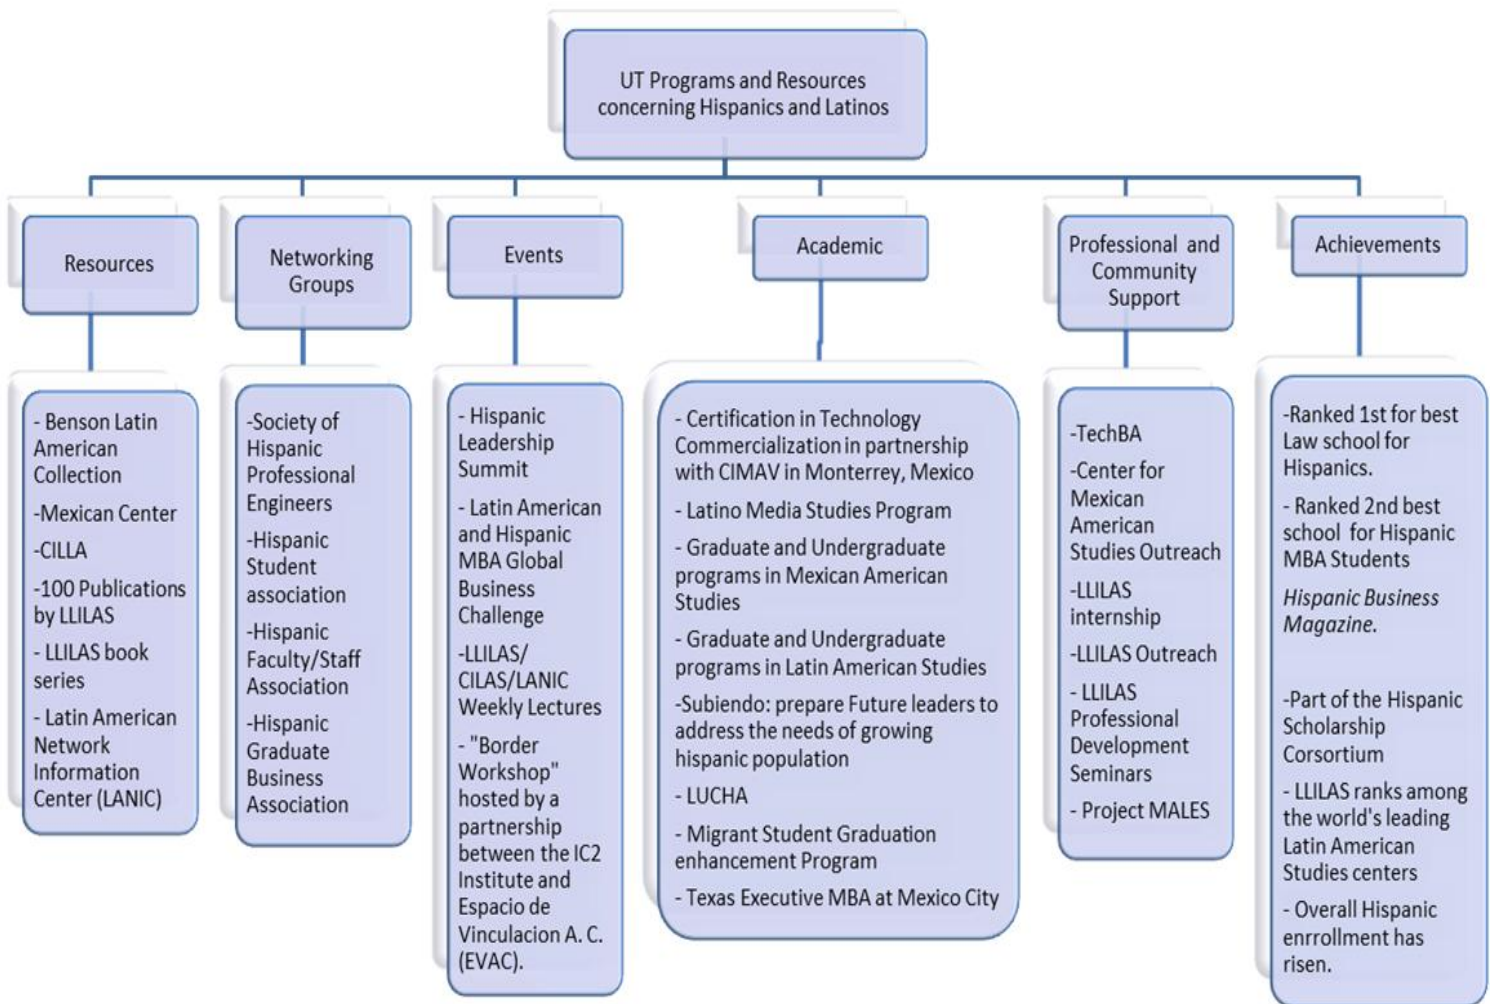 UT Programs and Resources
concerning Hispanics and Latinos
Resources
- Benson Latin
American
Collection
-Mexican Center
-CILLA
-100 Publications
by LLILAS
- LLILAS book
series
- Latin American
Network
Information
Center (LANIC)
Networking
Groups
-Society of
Hispanic
Professional
Engineers
-Hispanic
Student
association
-Hispanic
Faculty/Staff
Association
-Hispanic
Graduate
Business
Association
Events
- Hispanic
Leadership
Summit
- Latin American
and Hispanic
MBA Global
Business
Challenge
-LLILAS/
CILAS/LANIC
Weekly Lectures
- "Border
Workshop"
hosted by a
partnership
between the IC2
Institute and
Espacio de
Vinculacion A. C.
(EVAC).
Academic
- Certification in Technology
Commercialization in partnership
with CIMAV in Monterrey, Mexico
- Latino Media Studies Program
- Graduate and Undergraduate
programs in Mexican American
Studies
- Graduate and Undergraduate
programs in Latin American Studies
-Subiendo: prepare Future leaders to
address the needs of growing
hispanic population
- LUCHA
- Migrant Student Graduation
enhancement Program
- Texas Executive MBA at Mexico City
Professional and
Community
Support
-TechBA
-Center for
Mexican
American
Studies Outreach
-LLILAS
internship
-LLILAS Outreach
- LLILAS
Professional
Development
Seminars
- Project MALES
Achievements
-Ranked 1st for best
Law school for
Hispanics.
- Ranked 2nd best
school for Hispanic
MBA Students
Hispanic Business
Magazine.
-Part of the Hispanic
Scholarship
Consortium
- LLILAS ranks among
the world's leading
Latin American
Studies centers
- Overall Hispanic
enrrollment has
risen.